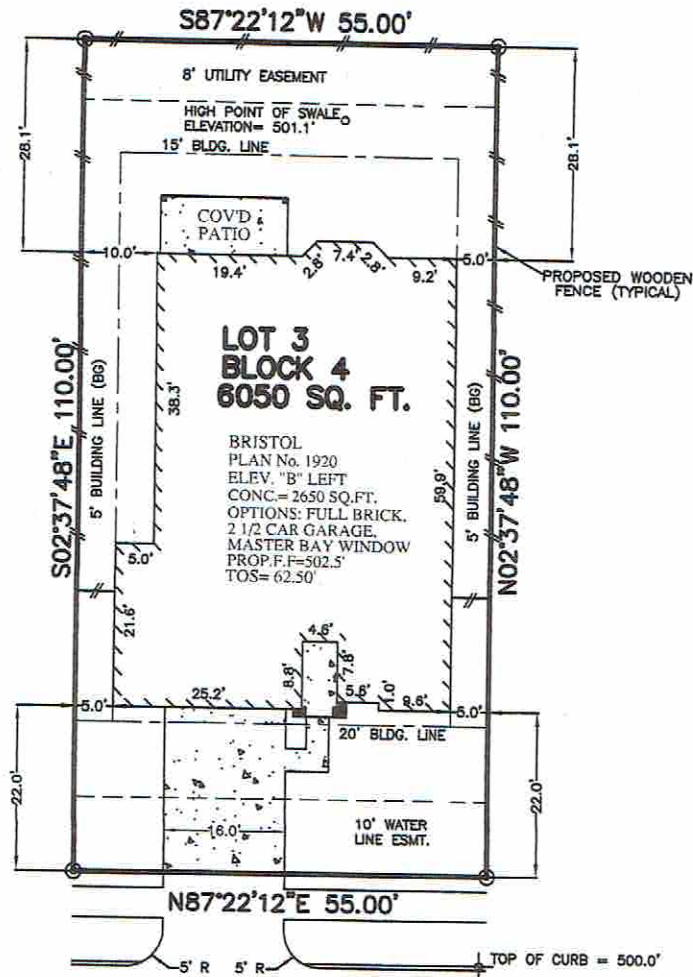 S87°22'12"W 55.00'
8' UTILITY EASEMENT
HIGH POINT OF SWALE
ELEVATION= 501.1'
15' BLDG. LINE
28.1'
28.1'
COV'D
PATIO
10.0'
19.4'
2.8'
7.4'
2.8'
9.2'
5.0'
PROPOSED WOODEN
FENCE (TYPICAL)
LOT 3
BLOCK 4
6050 SQ. FT.
38.3'
S02°37'48"E, 110.00'
5' BUILDING LINE (BG)
BRISTOL
PLAN No. 1920
ELEV. "B" LEFT
CONC.= 2650 SQ.FT.
OPTIONS: FULL BRICK,
2 1/2 CAR GARAGE,
MASTER BAY WINDOW
PROP.F.F=502.5'
TOS= 62.50'
59.9'
5' BUILDING LINE (BG)
N02°37'48"W 110.00'
5.0'
21.6'
4.6'
8.8'
7.8'
5.0'
25.2'
5.6'
1.0'
9.6'
5.0'
20' BLDG. LINE
22.0'
22.0'
16.0'
10' WATER
LINE ESMT.
N87°22'12"E 55.00'
5' R
5' R
TOP OF CURB = 500.0'